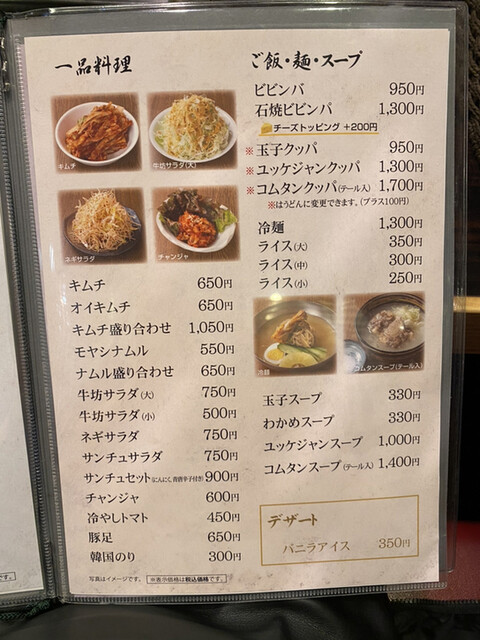 一品料理
キムチ
牛坊サラダ(大)
ネギサラダ
チャンジャ
キムチ 650円
オイキムチ 650円
キムチ盛り合わせ 1,050円
モヤシナムル 550円
ナムル盛り合わせ 650円
牛坊サラダ(大) 750円
牛坊サラダ(小) 500円
ネギサラダ 750円
サンチュサラダ 750円
サンチュセット(にんにく、青唐辛子付き) 900円
チャンジャ 600円
冷やしトマト 450円
豚足 650円
韓国のり 300円
写真はイメージです。 ※表示価格は税込価格です。
ご飯・麺・スープ
ビビンバ 950円
石焼ビビンバ 1,300円
チーズトッピング +200円
※玉子クッパ 950円
※ユッケジャンクッパ 1,300円
※コムタンクッパ(テール入) 1,700円
※はうどんに変更できます。(プラス100円)
冷麺 1,300円
ライス(大) 350円
ライス(中) 300円
ライス(小) 250円
冷麺
コムタンスープ(テール入)
玉子スープ 330円
わかめスープ 330円
ユッケジャンスープ 1,000円
コムタンスープ(テール入) 1,400円
デザート
バニラアイス 350円